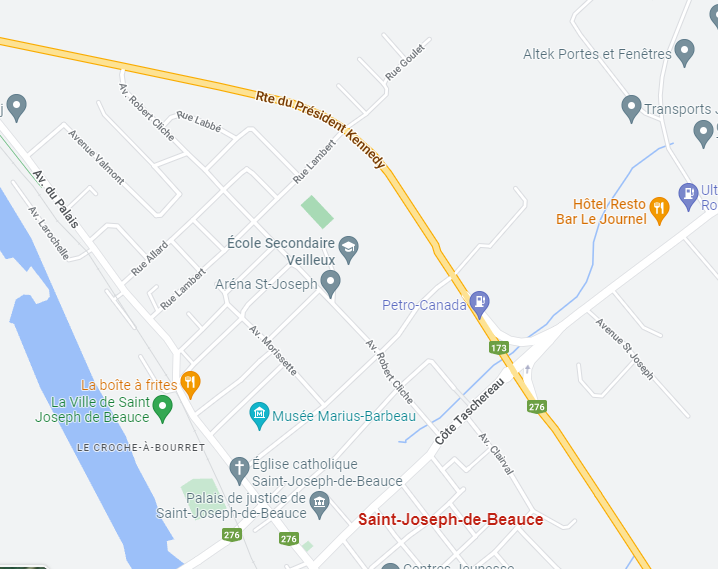 Rue Goulet
Altek Portes et Fenêtres
Av. Robert Cliche
Rte du Président Kennedy
Transports
Rue Labbé
Avenue Valmont
Rue Lambert
Av. du Palais
Ult
Ro
Hôtel Resto
Bar Le Journel
Av. Larochelle
Rue Allard
École Secondaire
Veilleux
Aréna St-Joseph
Rue Lambert
Petro-Canada
Av. Morissette
Av. Robert Cliche
173
Avenue St Joseph
La boîte à frites
La Ville de Saint
Joseph de Beauce
Musée Marius-Barbeau
Côte Taschereau
276
LE CROCHE-À-BOURRET
Av. Clairval
Église catholique
Saint-Joseph-de-Beauce
Palais de justice de
Saint-Joseph-de-Beauce
Saint-Joseph-de-Beauce
276
276
Centres Jeunesse